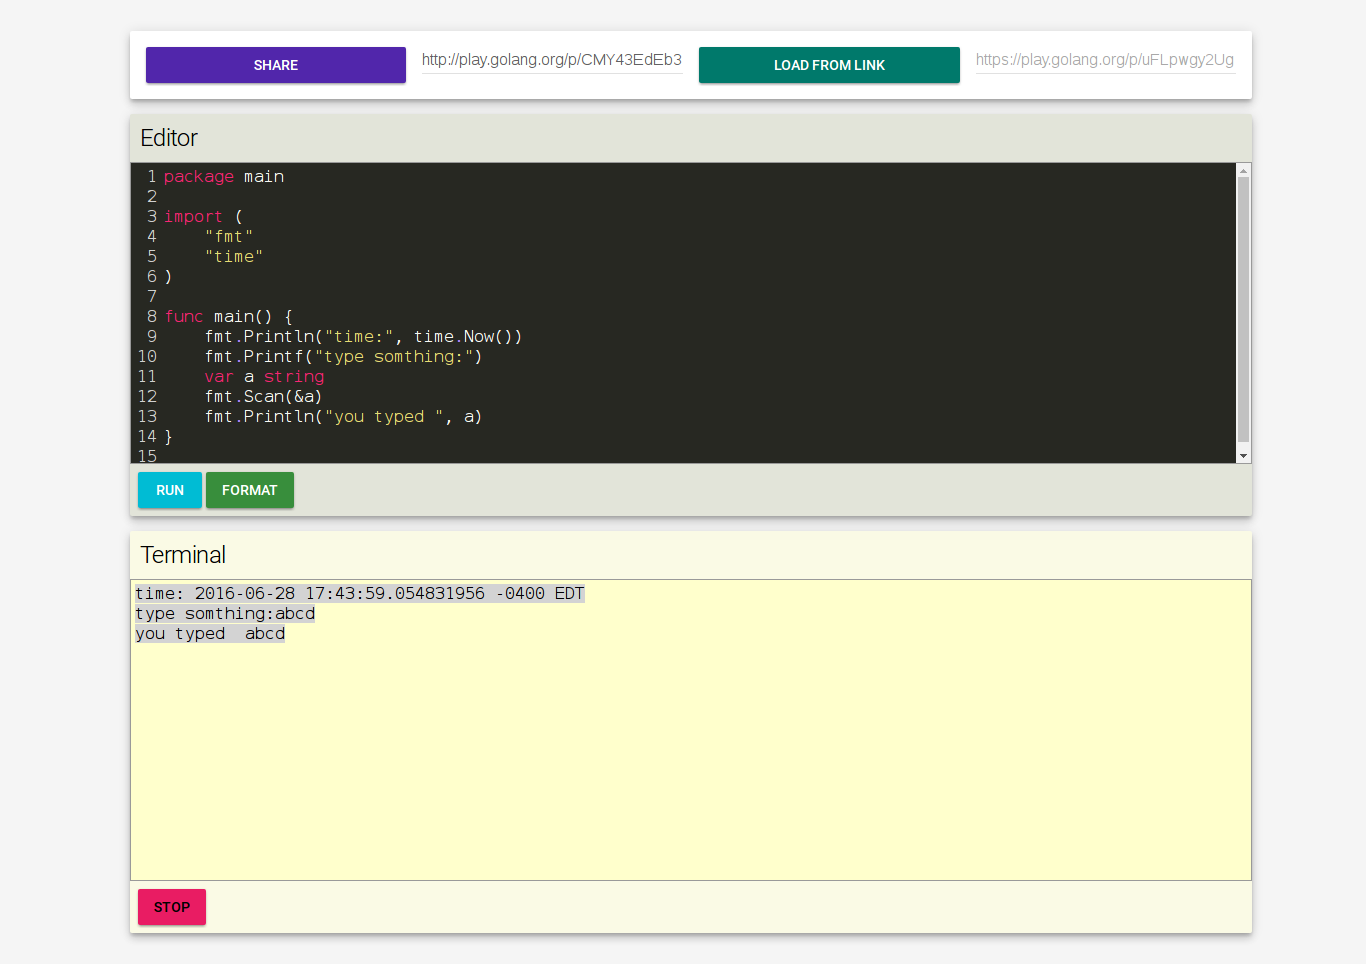 SHARE http://play.golang.org/p/CMY43EdEb3 LOAD FROM LINK https://play.golang.org/p/uFLpwgy2Ug
Editor
1 package main
2
3 import (
4     "fmt"
5     "time"
6 )
7
8 func main() {
9     fmt.Println("time:", time.Now())
10     fmt.Printf("type somthing:")
11     var a string
12     fmt.Scan(&a)
13     fmt.Println("you typed ", a)
14 }
15
RUN FORMAT
Terminal
time: 2016-06-28 17:43:59.054831956 -0400 EDT
type somthing:abcd
you typed  abcd
STOP